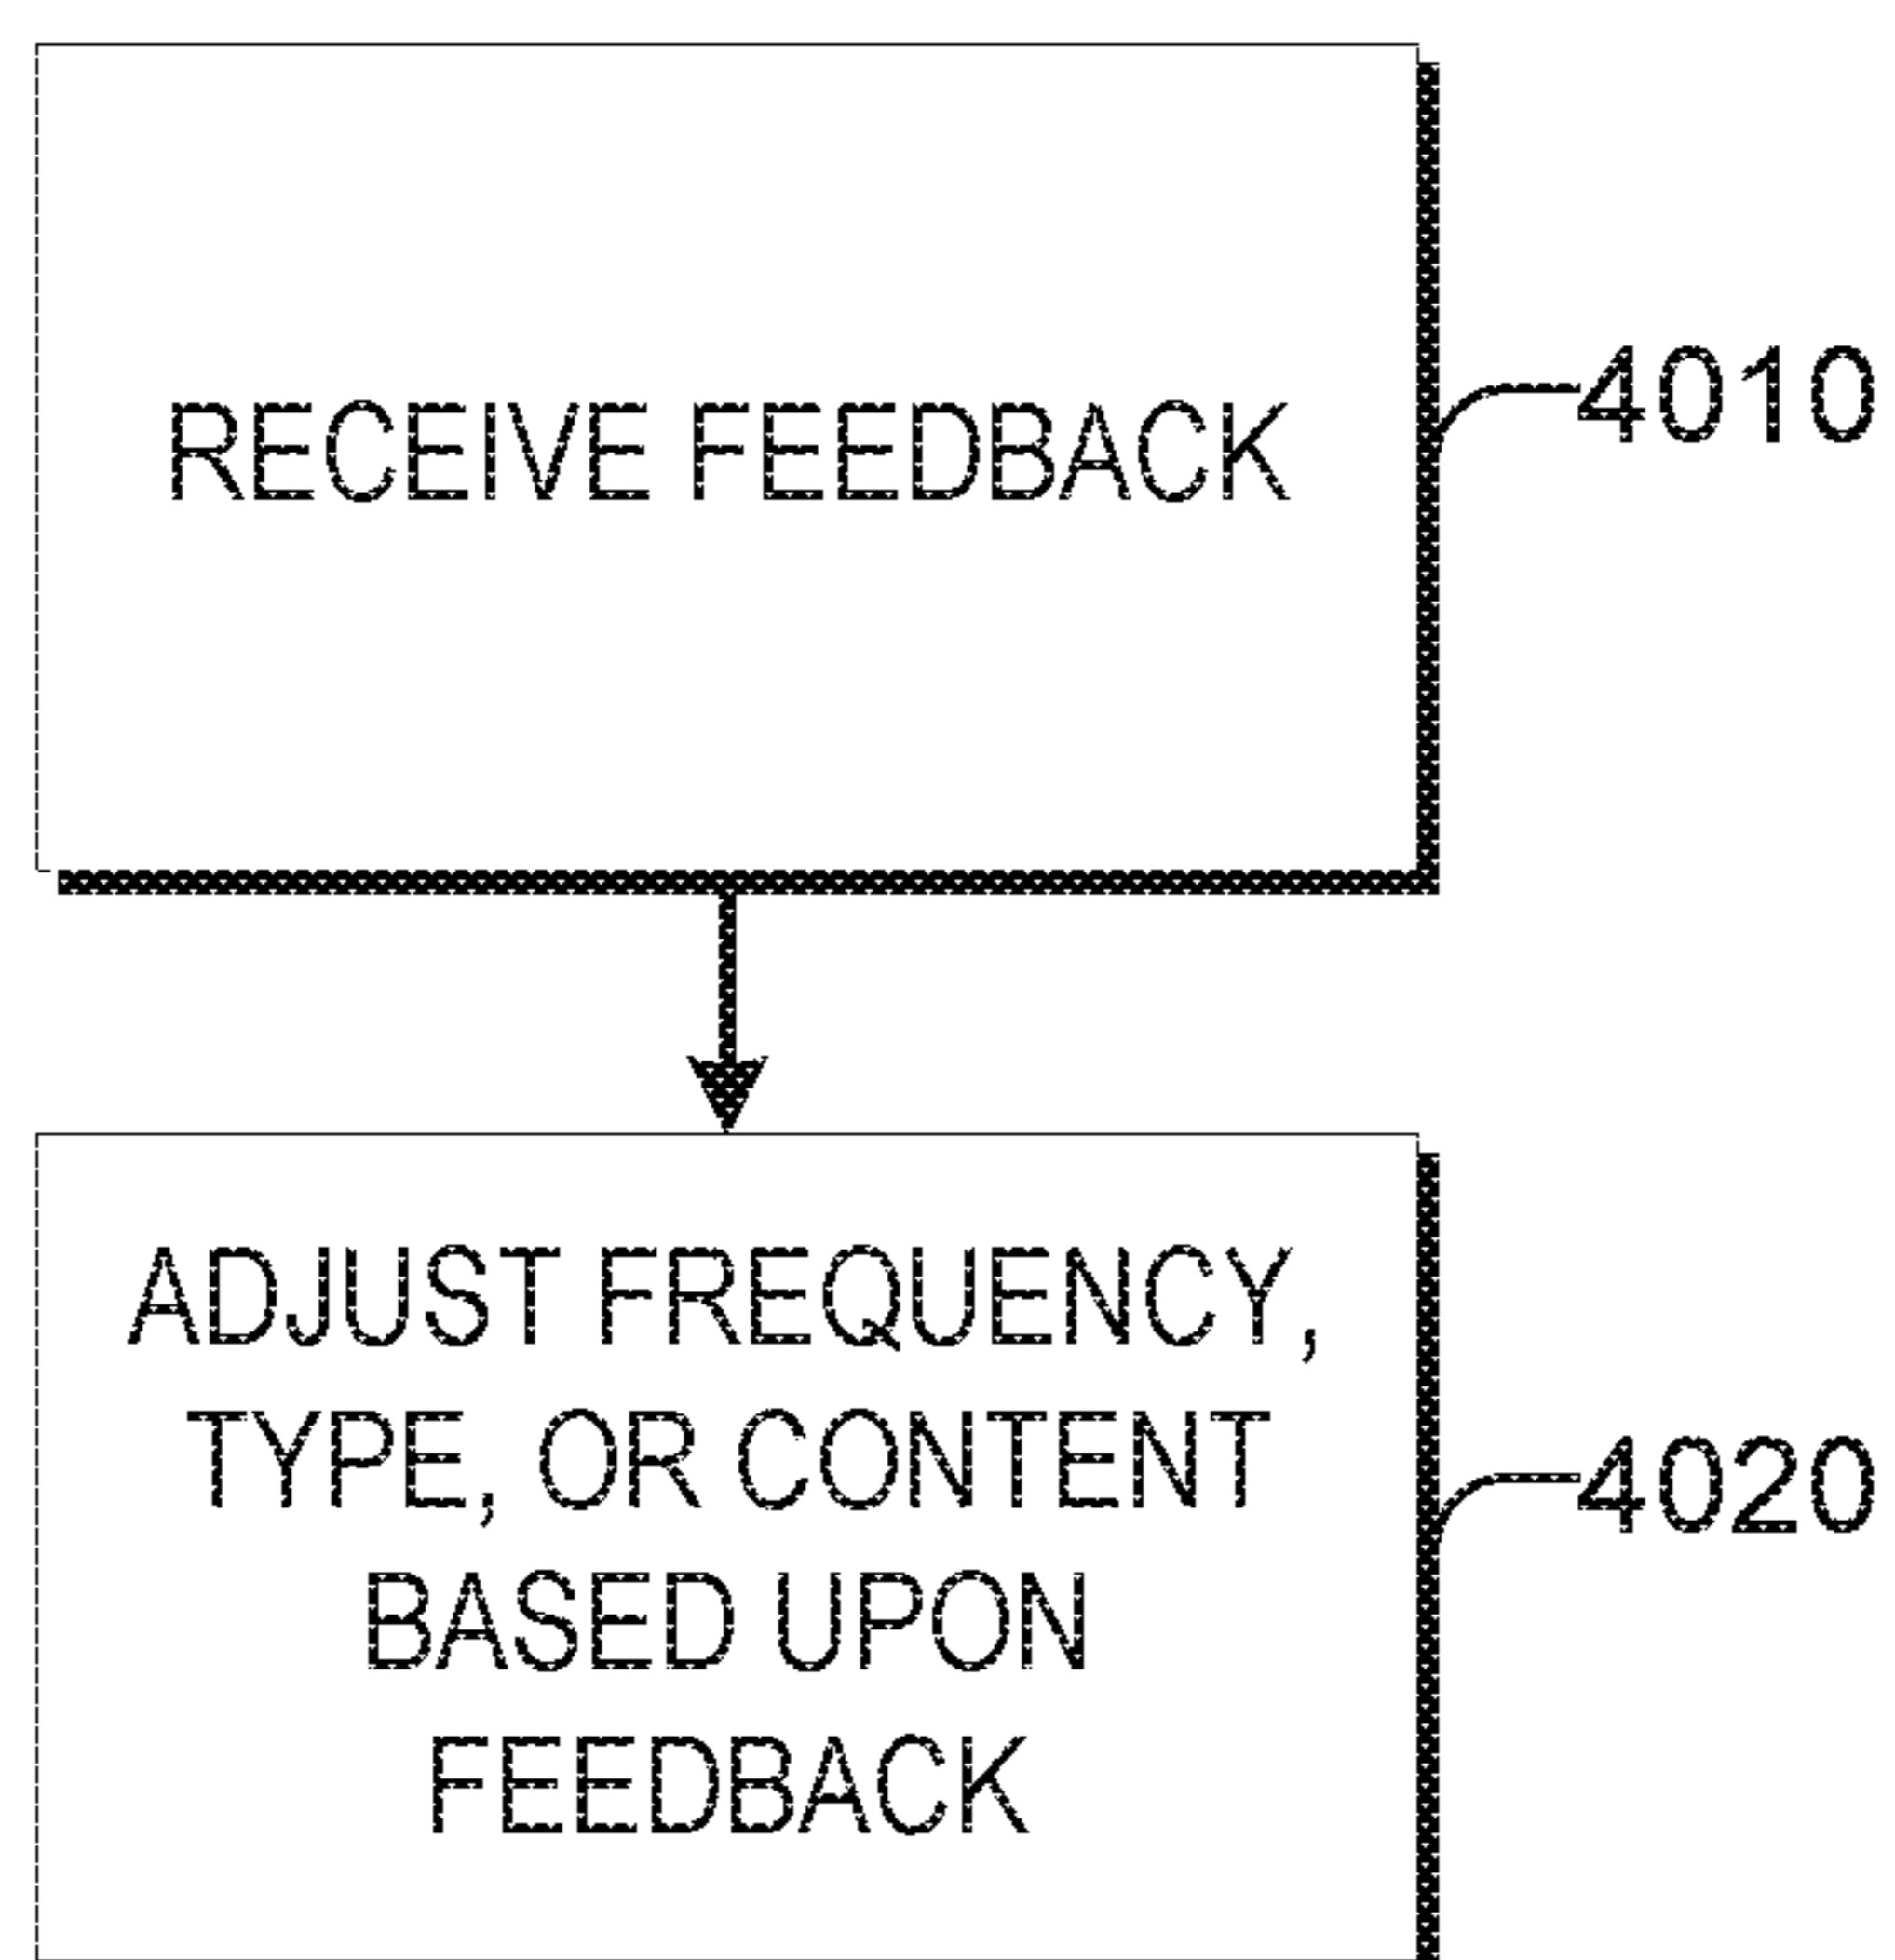 RECEIVE FEEDBACK
4010
ADJUST FREQUENCY,
TYPE, OR CONTENT
BASED UPON
FEEDBACK
4020